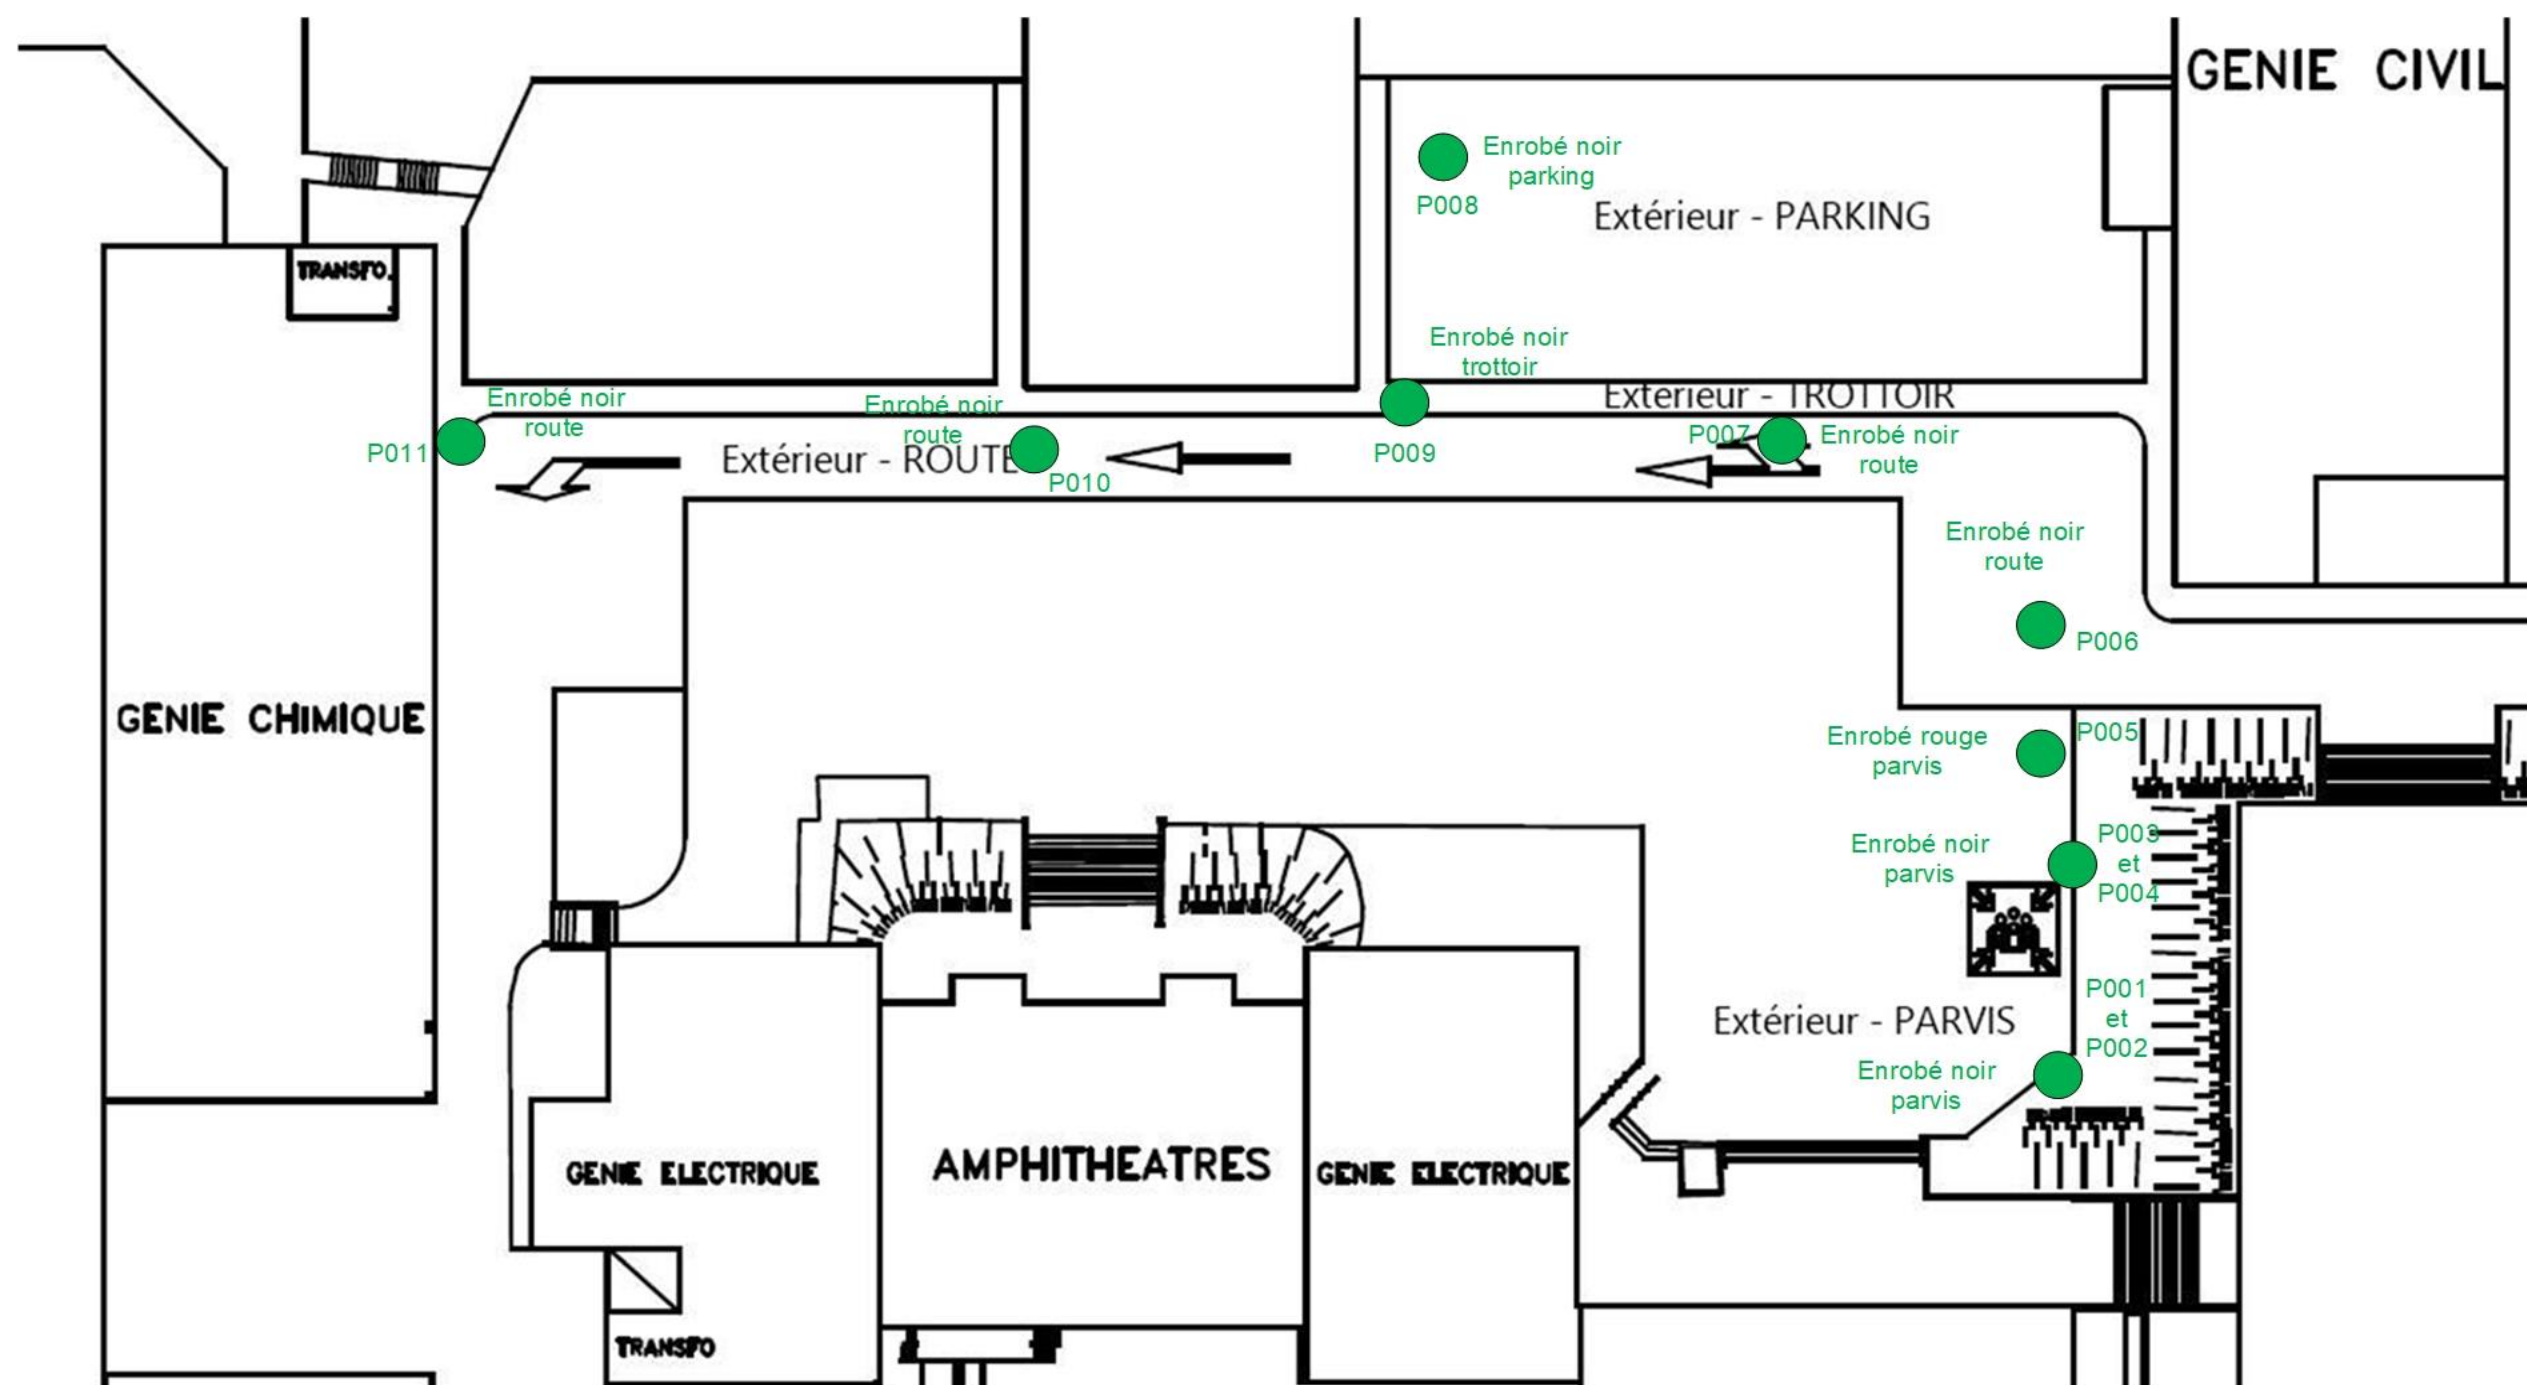 GENIE CIVIL
Enrobé noir
parking
P008
Extérieur - PARKING
TRANSFO.
Enrobé noir
trottoir
Extérieur - TROTTOIR
Enrobé noir
route
P011
Enrobé noir
route
Extérieur - ROUTE
P010
P009
P007
Enrobé noir
route
Enrobé noir
route
P006
GENIE CHIMIQUE
Enrobé rouge
parvis
P005
Enrobé noir
parvis
P003
et
P004
P001
et
P002
Extérieur - PARVIS
Enrobé noir
parvis
GENIE ELECTRIQUE
AMPHITHEATRES
GENIE ELECTRIQUE
TRANSFO